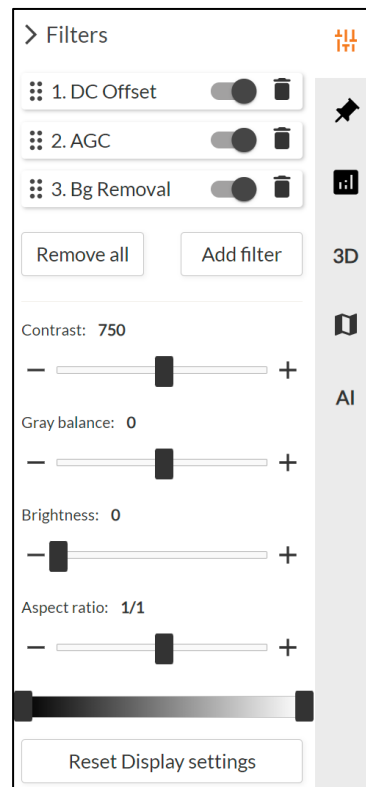 Filters
1. DC Offset
2. AGC
3. Bg Removal
Remove all
Add filter
Contrast: 750
Gray balance: 0
Brightness: 0
Aspect ratio: 1/1
Reset Display settings
3D
AI